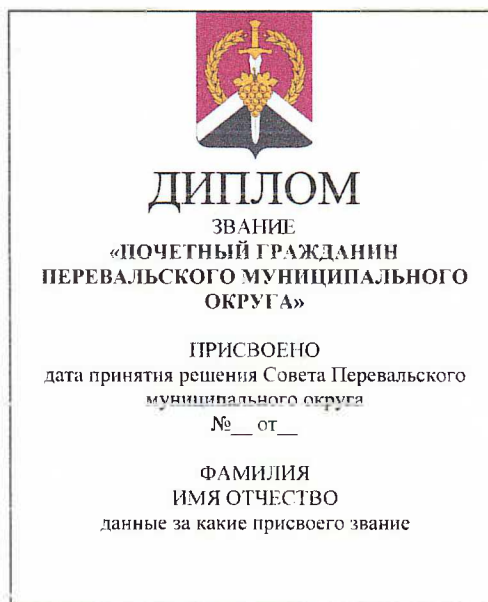 ДИПЛОМ
ЗВАНИЕ
«ПОЧЕТНЫЙ ГРАЖДАНИН
ПЕРЕВАЛЬСКОГО МУНИЦИПАЛЬНОГО
ОКРУГА»
ПРИСВОЕНО
дата принятия решения Совета Перевальского
муниципального округа
№__ от__
ФАМИЛИЯ
ИМЯ ОТЧЕСТВО
данные за какие присвоего звание